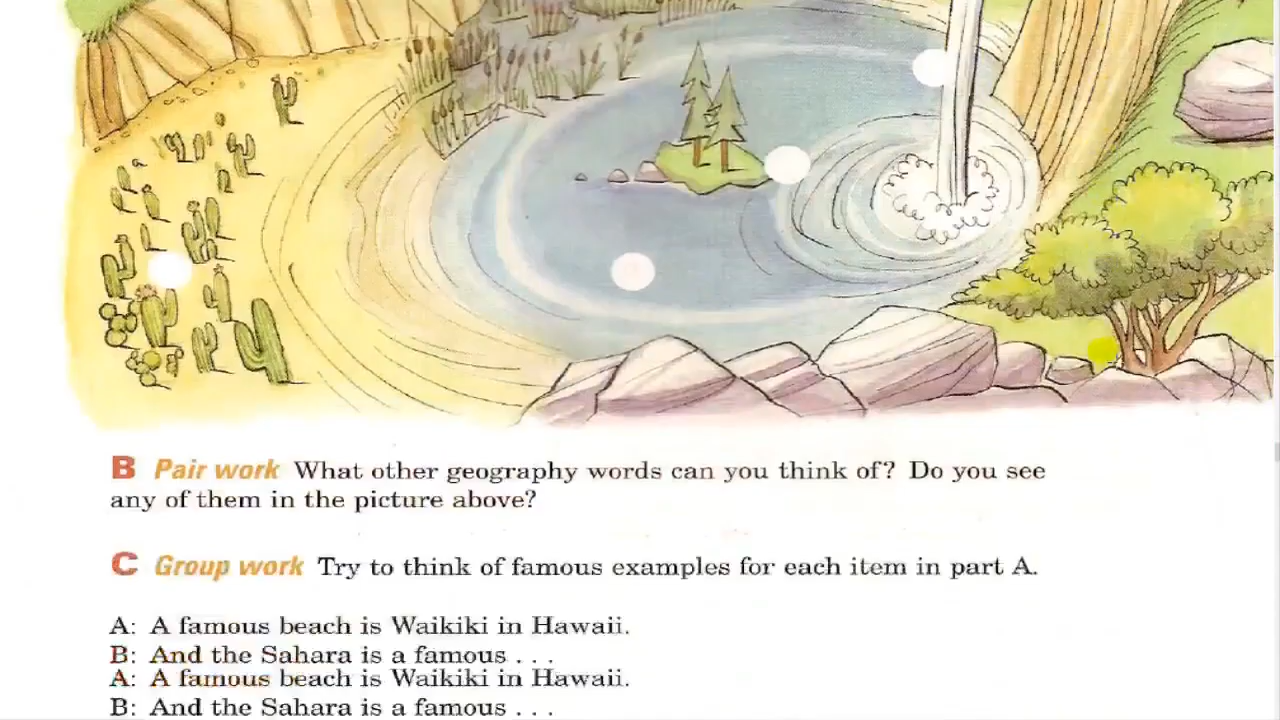 B Pair work What other geography words can you think of? Do you see
any of them in the picture above?
C Group work Try to think of famous examples for each item in part A.
A: A famous beach is Waikiki in Hawaii.
B: And the Sahara is a famous . . .
A: A famous beach is Waikiki in Hawaii.
B: And the Sahara is a famous . . .